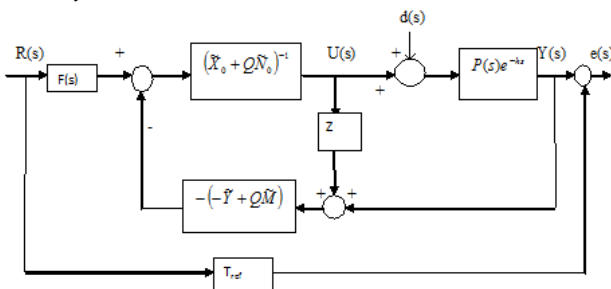 d(s)
R(s)
+
F(s)
(X̃₀ + QÑ₀)⁻¹
U(s)
+
+
P(s)e⁻ʰˢ
Y(s)
e(s)
-
Z
+
+
-(-Ỹ + QM̃)
T_ref